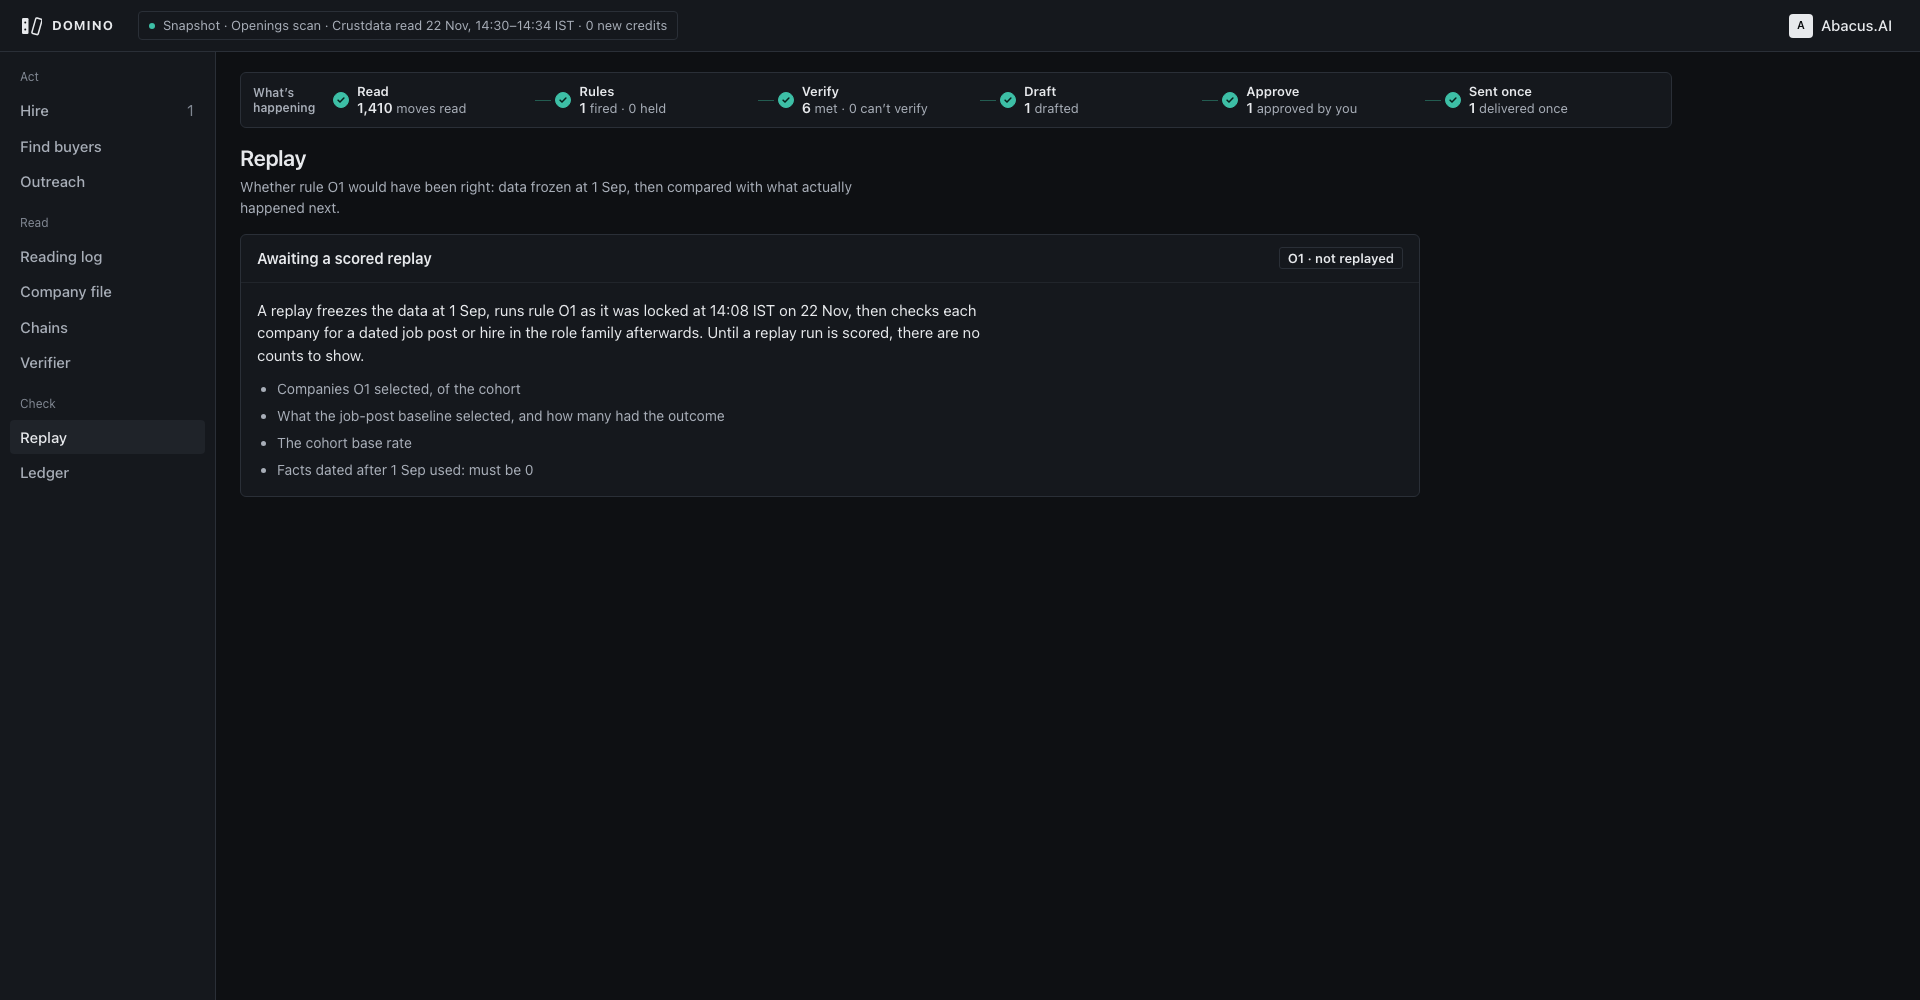 DOMINO
Snapshot · Openings scan · Crustdata read 22 Nov, 14:30–14:34 IST · 0 new credits
A
Abacus.AI
Act
Hire 1
Find buyers
Outreach
Read
Reading log
Company file
Chains
Verifier
Check
Replay
Ledger
What's
happening
Read
1,410 moves read
Rules
1 fired · 0 held
Verify
6 met · 0 can't verify
Draft
1 drafted
Approve
1 approved by you
Sent once
1 delivered once
Replay
Whether rule O1 would have been right: data frozen at 1 Sep, then compared with what actually
happened next.
Awaiting a scored replay
O1 · not replayed
A replay freezes the data at 1 Sep, runs rule O1 as it was locked at 14:08 IST on 22 Nov, then checks each
company for a dated job post or hire in the role family afterwards. Until a replay run is scored, there are no
counts to show.
• Companies O1 selected, of the cohort
• What the job-post baseline selected, and how many had the outcome
• The cohort base rate
• Facts dated after 1 Sep used: must be 0